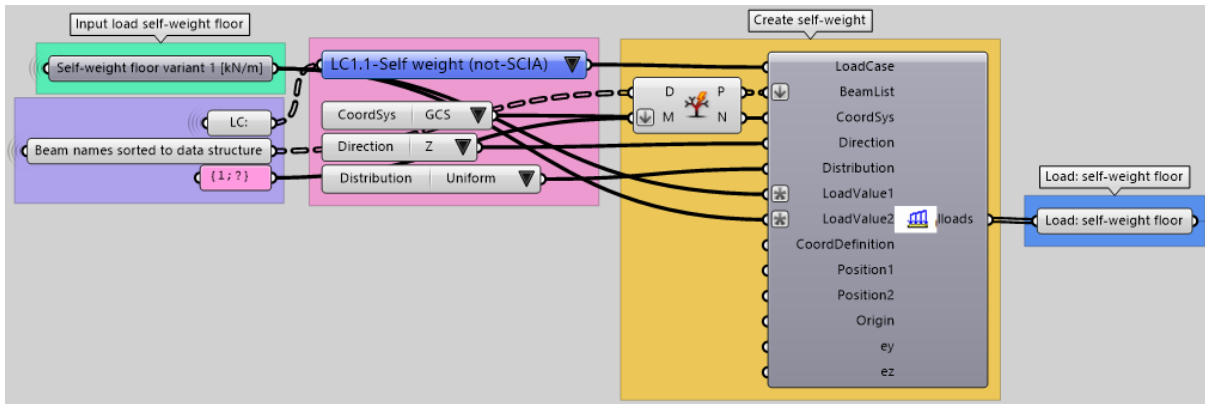 Input load self-weight floor
Self-weight floor variant 1 [kN/m]
LC:
Beam names sorted to data structure
{1;?}
LC1.1-Self weight (not-SCIA)
CoordSys GCS
Direction Z
Distribution Uniform
Create self-weight
D P
M N
LoadCase
BeamList
CoordSys
Direction
Distribution
LoadValue1
LoadValue2 lloads
CoordDefinition
Position1
Position2
Origin
ey
ez
Load: self-weight floor
Load: self-weight floor